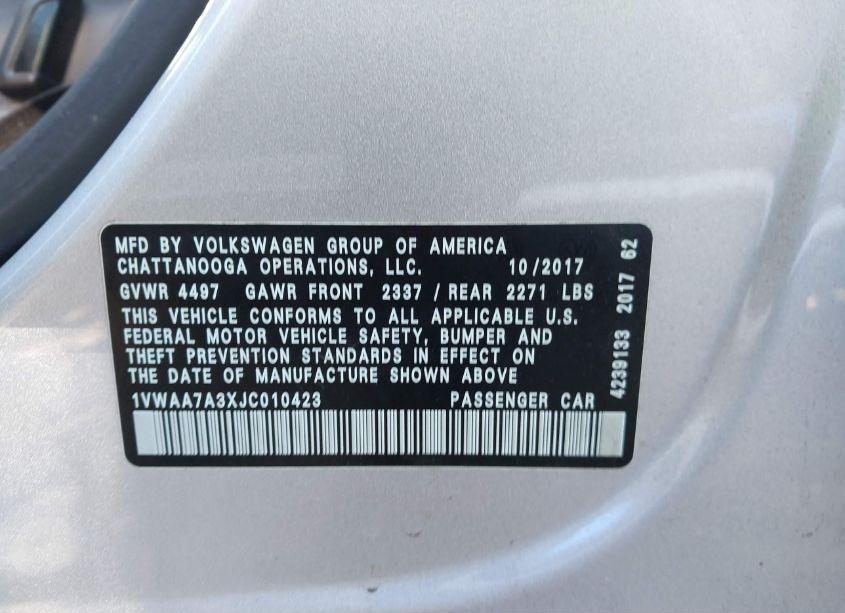 MFD BY VOLKSWAGEN GROUP OF AMERICA
CHATTANOOGA OPERATIONS, LLC. 10/2017
GVWR 4497 GAWR FRONT 2337 / REAR 2271 LBS
THIS VEHICLE CONFORMS TO ALL APPLICABLE U.S.
FEDERAL MOTOR VEHICLE SAFETY, BUMPER AND
THEFT PREVENTION STANDARDS IN EFFECT ON
THE DATE OF MANUFACTURE SHOWN ABOVE
1VWAA7A3XJC010423 PASSENGER CAR
4239133 2017 62